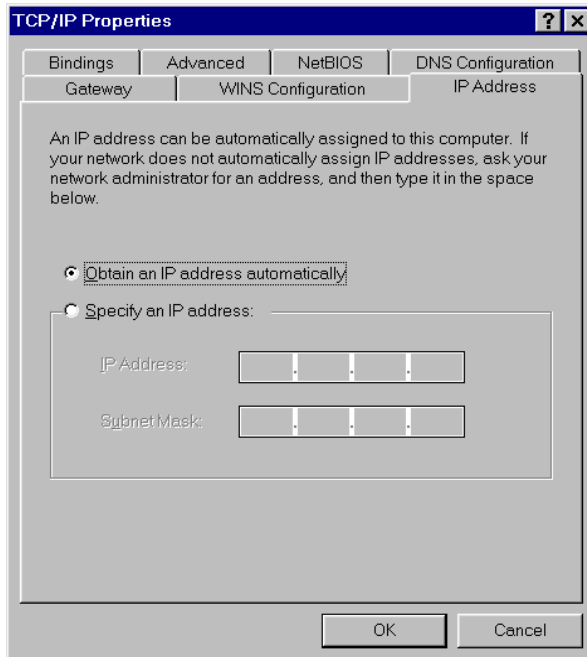 TCP/IP Properties
Bindings Advanced NetBIOS DNS Configuration
Gateway WINS Configuration IP Address
An IP address can be automatically assigned to this computer. If
your network does not automatically assign IP addresses, ask your
network administrator for an address, and then type it in the space
below.
Obtain an IP address automatically
Specify an IP address:
IP Address:
Subnet Mask:
OK Cancel